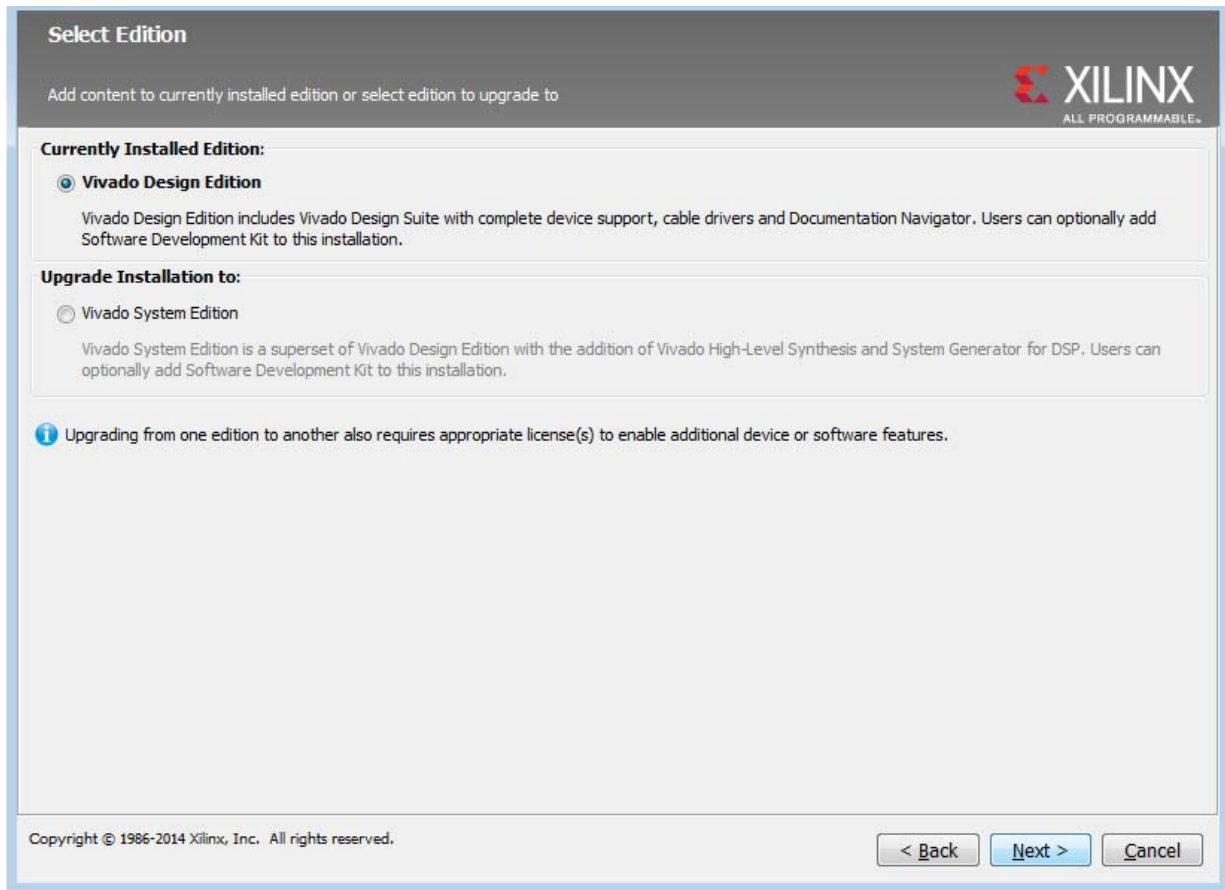 Select Edition
Add content to currently installed edition or select edition to upgrade to
XILINX
ALL PROGRAMMABLE™
Currently Installed Edition:
Vivado Design Edition
Vivado Design Edition includes Vivado Design Suite with complete device support, cable drivers and Documentation Navigator. Users can optionally add
Software Development Kit to this installation.
Upgrade Installation to:
Vivado System Edition
Vivado System Edition is a superset of Vivado Design Edition with the addition of Vivado High-Level Synthesis and System Generator for DSP. Users can
optionally add Software Development Kit to this installation.
Upgrading from one edition to another also requires appropriate license(s) to enable additional device or software features.
Copyright © 1986-2014 Xilinx, Inc. All rights reserved.
< Back
Next >
Cancel